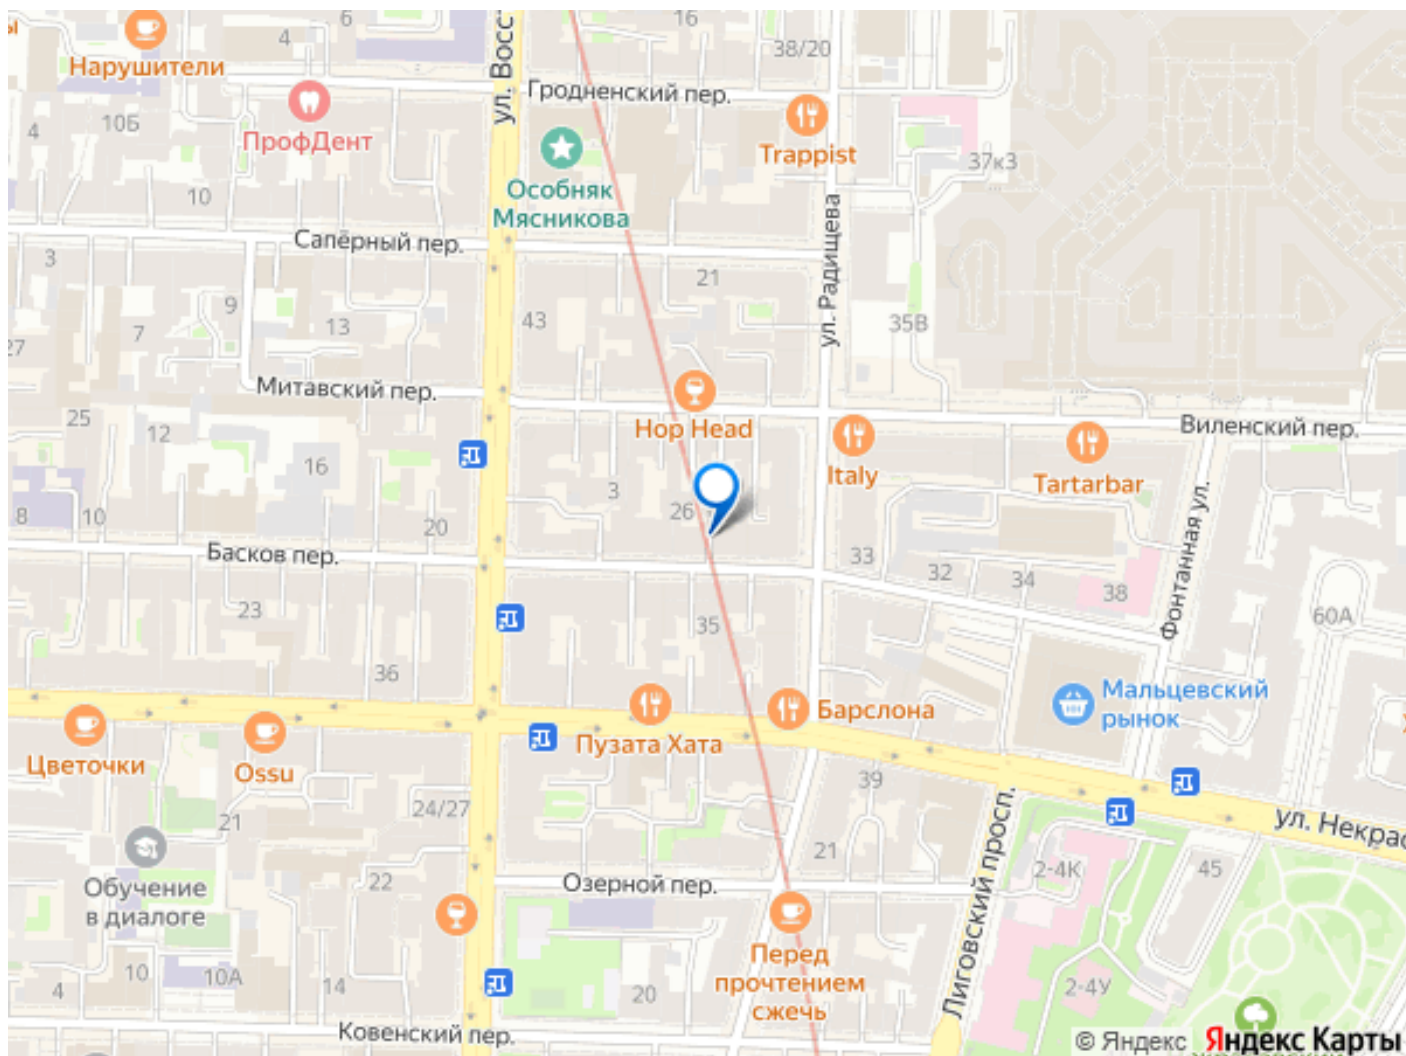 6
16
4
38/20
ул. Восст
Нарушители
Гродненский пер.
10Б
4
ПрофДент
Trappist
37к3
10
Особняк
Мясникова
ул. Радищева
Сапёрный пер.
3
21
9
43
13
7
35В
27
Митавский пер.
25
12
Hop Head
Виленский пер.
16
Italy
Tartarbar
3
26
8
10
20
Фонтанная ул.
Басков пер.
33
32
34
38
23
35
60А
36
Мальцевский
рынок
Барслона
Пузата Хата
Цветочки
Ossu
39
24/27
21
Лиговский просп.
ул. Некрас
21
2-4К
45
Обучение
в диалоге
22
Озерной пер.
Перед
прочтением
сжечь
10
10А
14
4
20
2-4У
Ковенский пер.
© Яндекс
Яндекс Карты